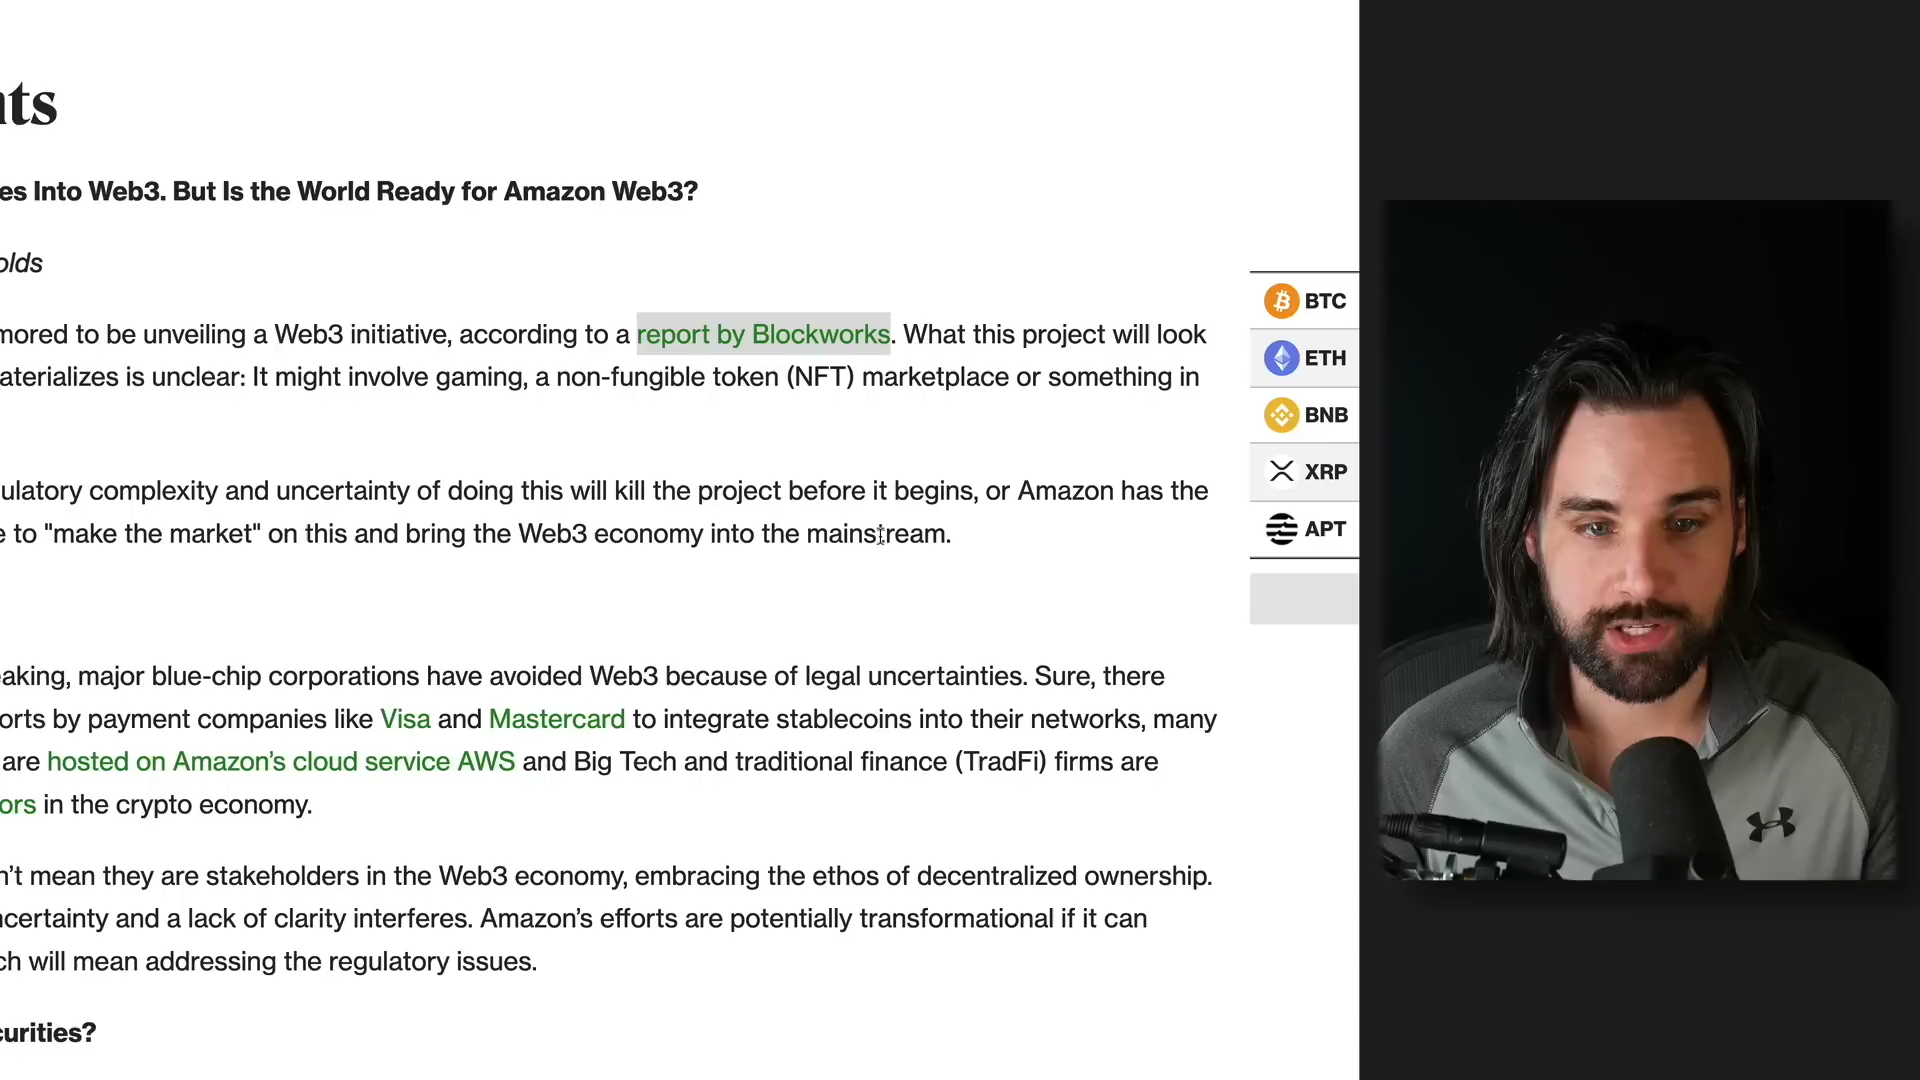 nts
es Into Web3. But Is the World Ready for Amazon Web3?
olds
mored to be unveiling a Web3 initiative, according to a report by Blockworks. What this project will look
aterializes is unclear: It might involve gaming, a non-fungible token (NFT) marketplace or something in
ulatory complexity and uncertainty of doing this will kill the project before it begins, or Amazon has the
e to "make the market" on this and bring the Web3 economy into the mainstream.
aking, major blue-chip corporations have avoided Web3 because of legal uncertainties. Sure, there
orts by payment companies like Visa and Mastercard to integrate stablecoins into their networks, many
are hosted on Amazon’s cloud service AWS and Big Tech and traditional finance (TradFi) firms are
ors in the crypto economy.
n’t mean they are stakeholders in the Web3 economy, embracing the ethos of decentralized ownership.
ncertainty and a lack of clarity interferes. Amazon’s efforts are potentially transformational if it can
ch will mean addressing the regulatory issues.
curities?
BTC
ETH
BNB
XRP
APT